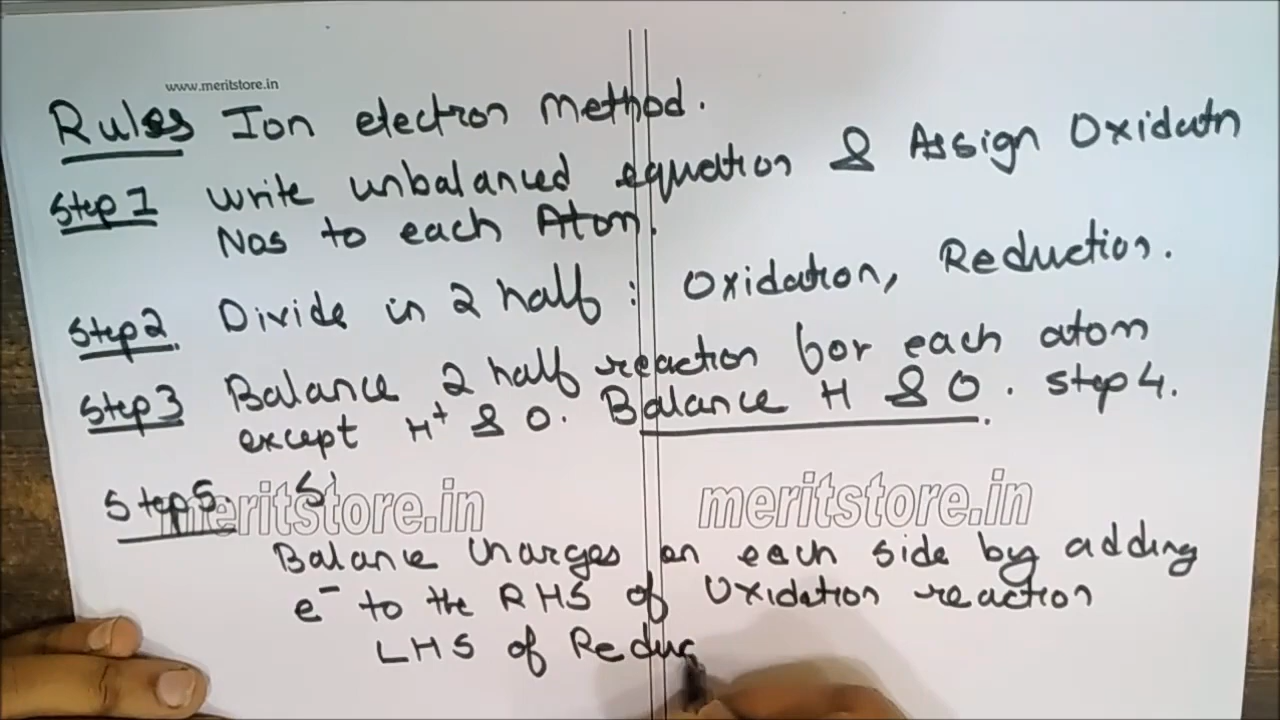 www.meritstore.in
Rules Ion electron method.
Step 1 Write unbalanced equation & Assign Oxidatn
Nos to each Atom.
Step 2. Divide in 2 half : Oxidation, Reduction.
Step 3 Balance 2 half reaction for each atom
except H+ & O. Balance H & O. Step 4.
Step 5. S
meritstore.in meritstore.in
Balance charges on each side by adding
e- to the RHS of Oxidation reaction
LHS of Reduc